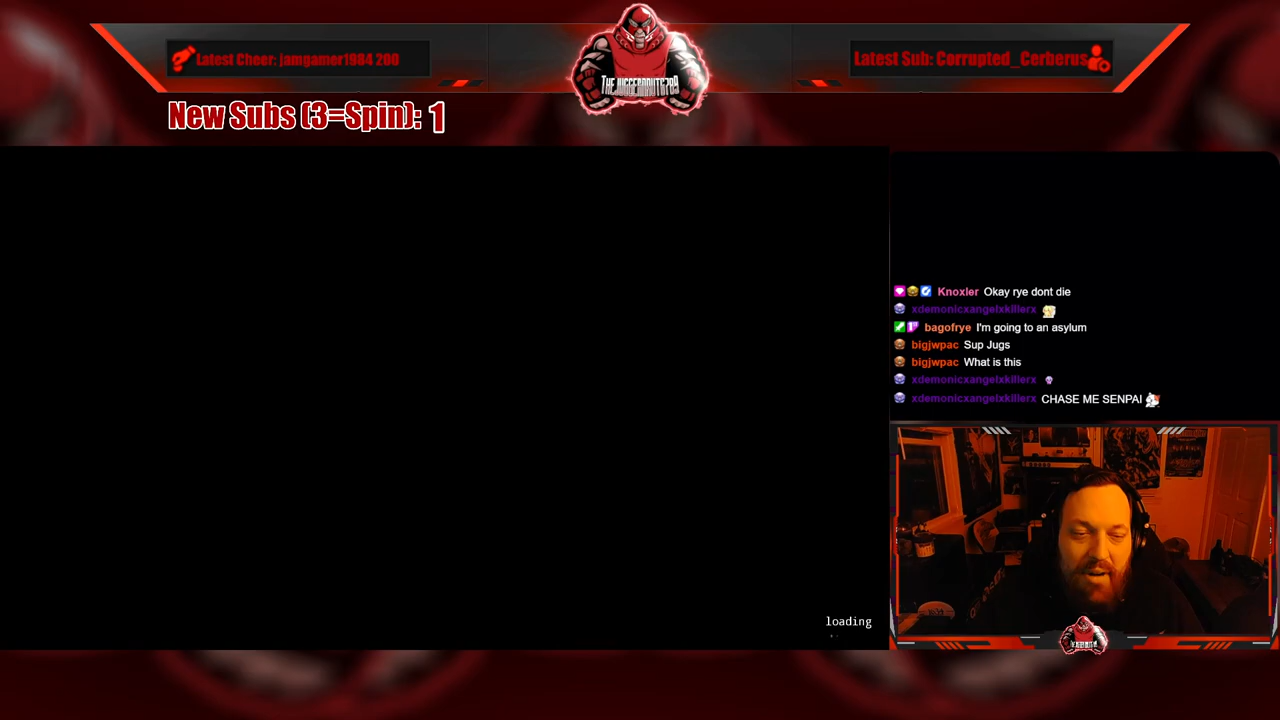 Latest Cheer: jamgamer1984 200
THEJUGGERNAUT6789
Latest Sub: Corrupted_Cerberus
New Subs (3=Spin): 1
Knoxler Okay rye dont die
xdemonicxangelxkillerx
bagofrye I'm going to an asylum
bigjwpac Sup Jugs
bigjwpac What is this
xdemonicxangelxkillerx
xdemonicxangelxkillerx CHASE ME SENPAI
loading